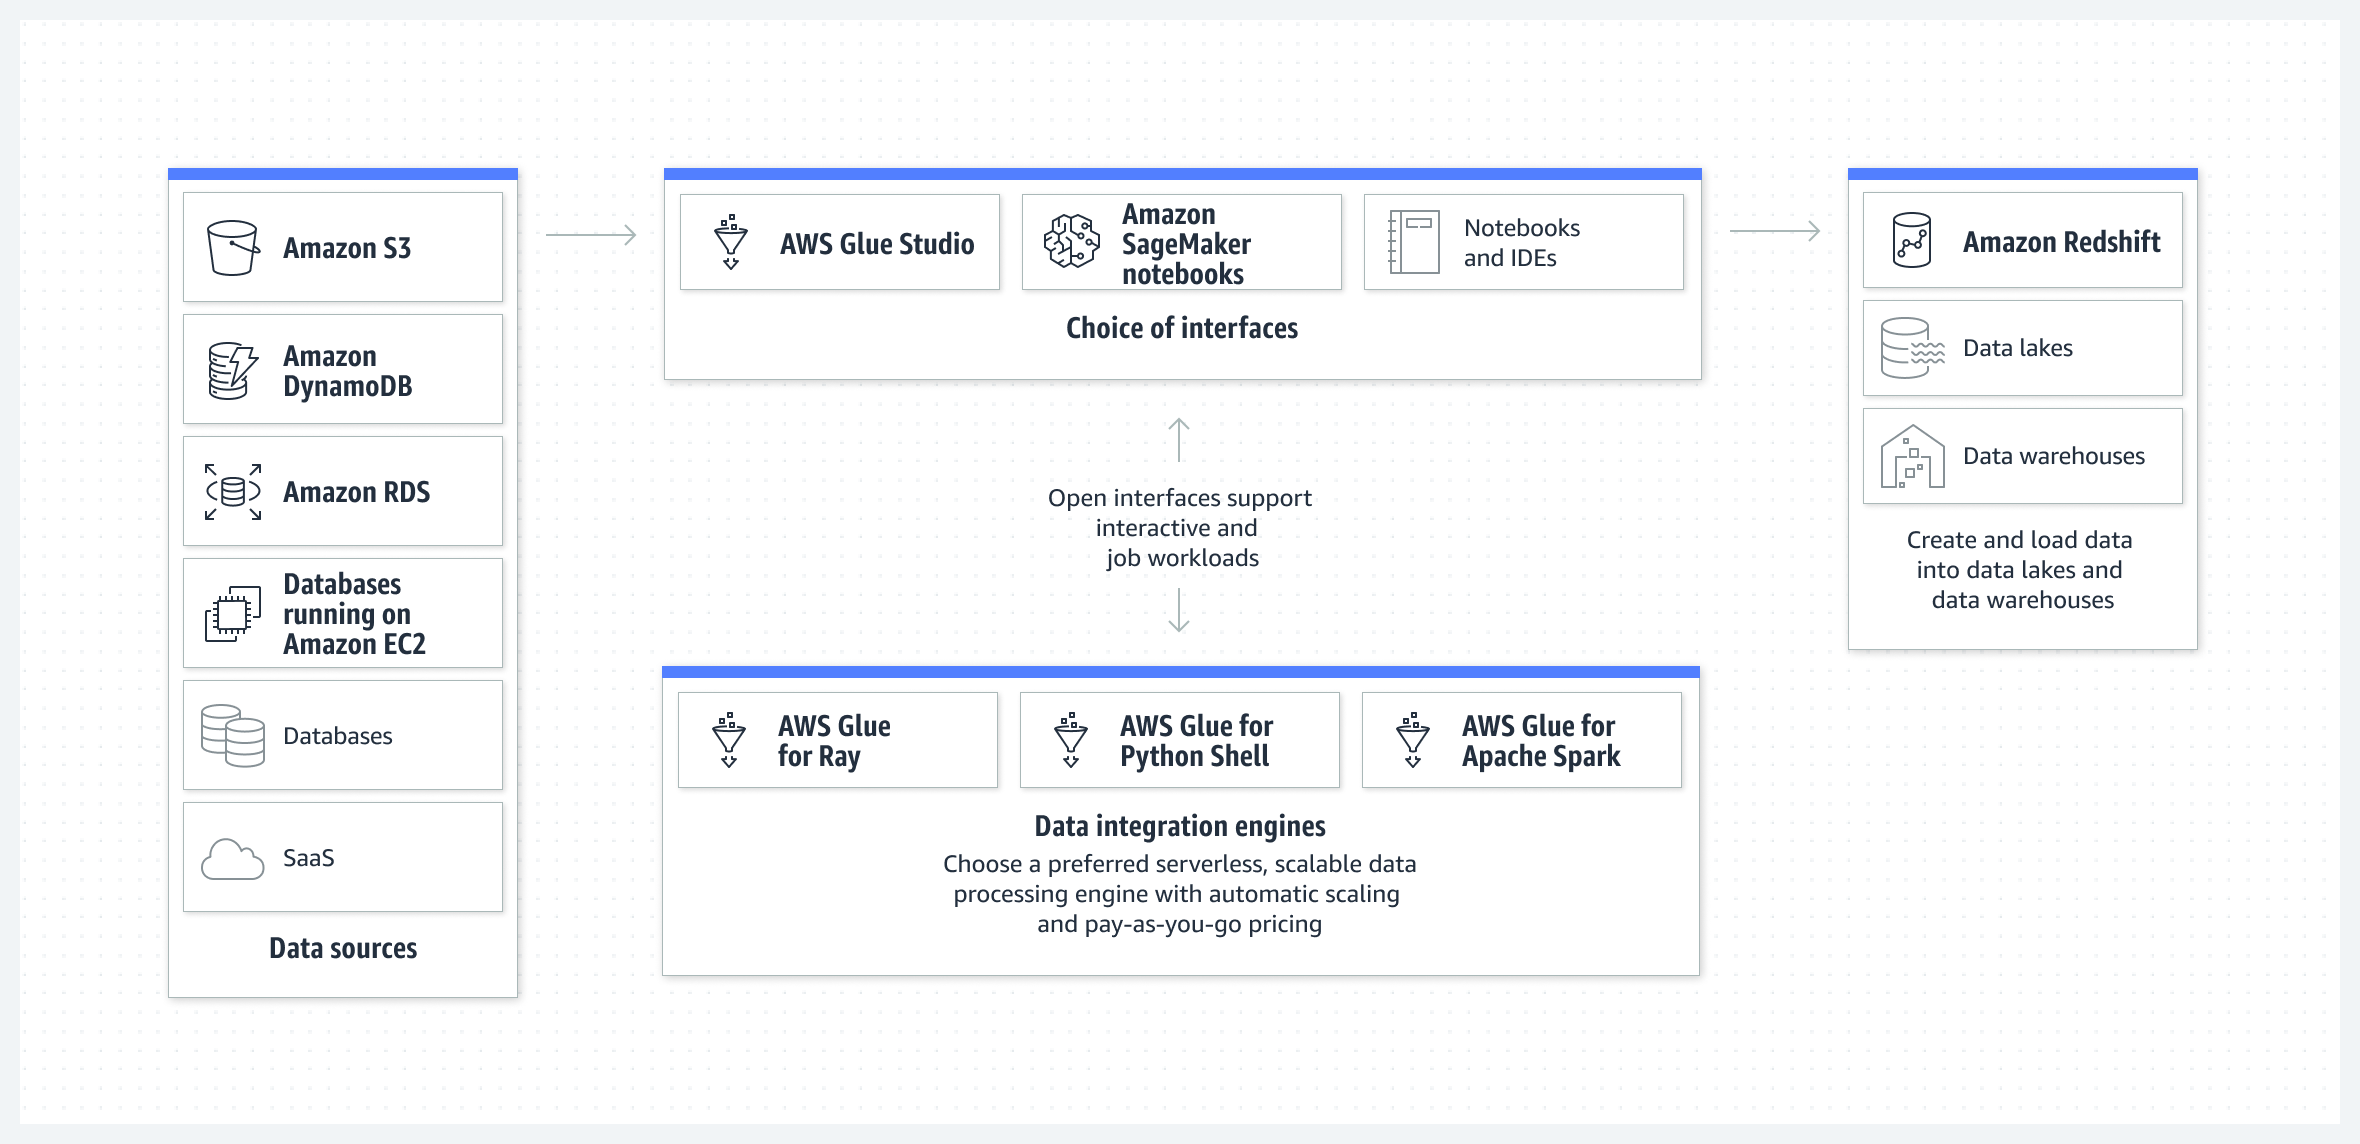 Amazon S3
Amazon
DynamoDB
Amazon RDS
Databases
running on
Amazon EC2
Databases
SaaS
Data sources
AWS Glue Studio
Amazon
SageMaker
notebooks
Notebooks
and IDEs
Choice of interfaces
Open interfaces support
interactive and
job workloads
AWS Glue
for Ray
AWS Glue for
Python Shell
AWS Glue for
Apache Spark
Data integration engines
Choose a preferred serverless, scalable data
processing engine with automatic scaling
and pay-as-you-go pricing
Amazon Redshift
Data lakes
Data warehouses
Create and load data
into data lakes and
data warehouses